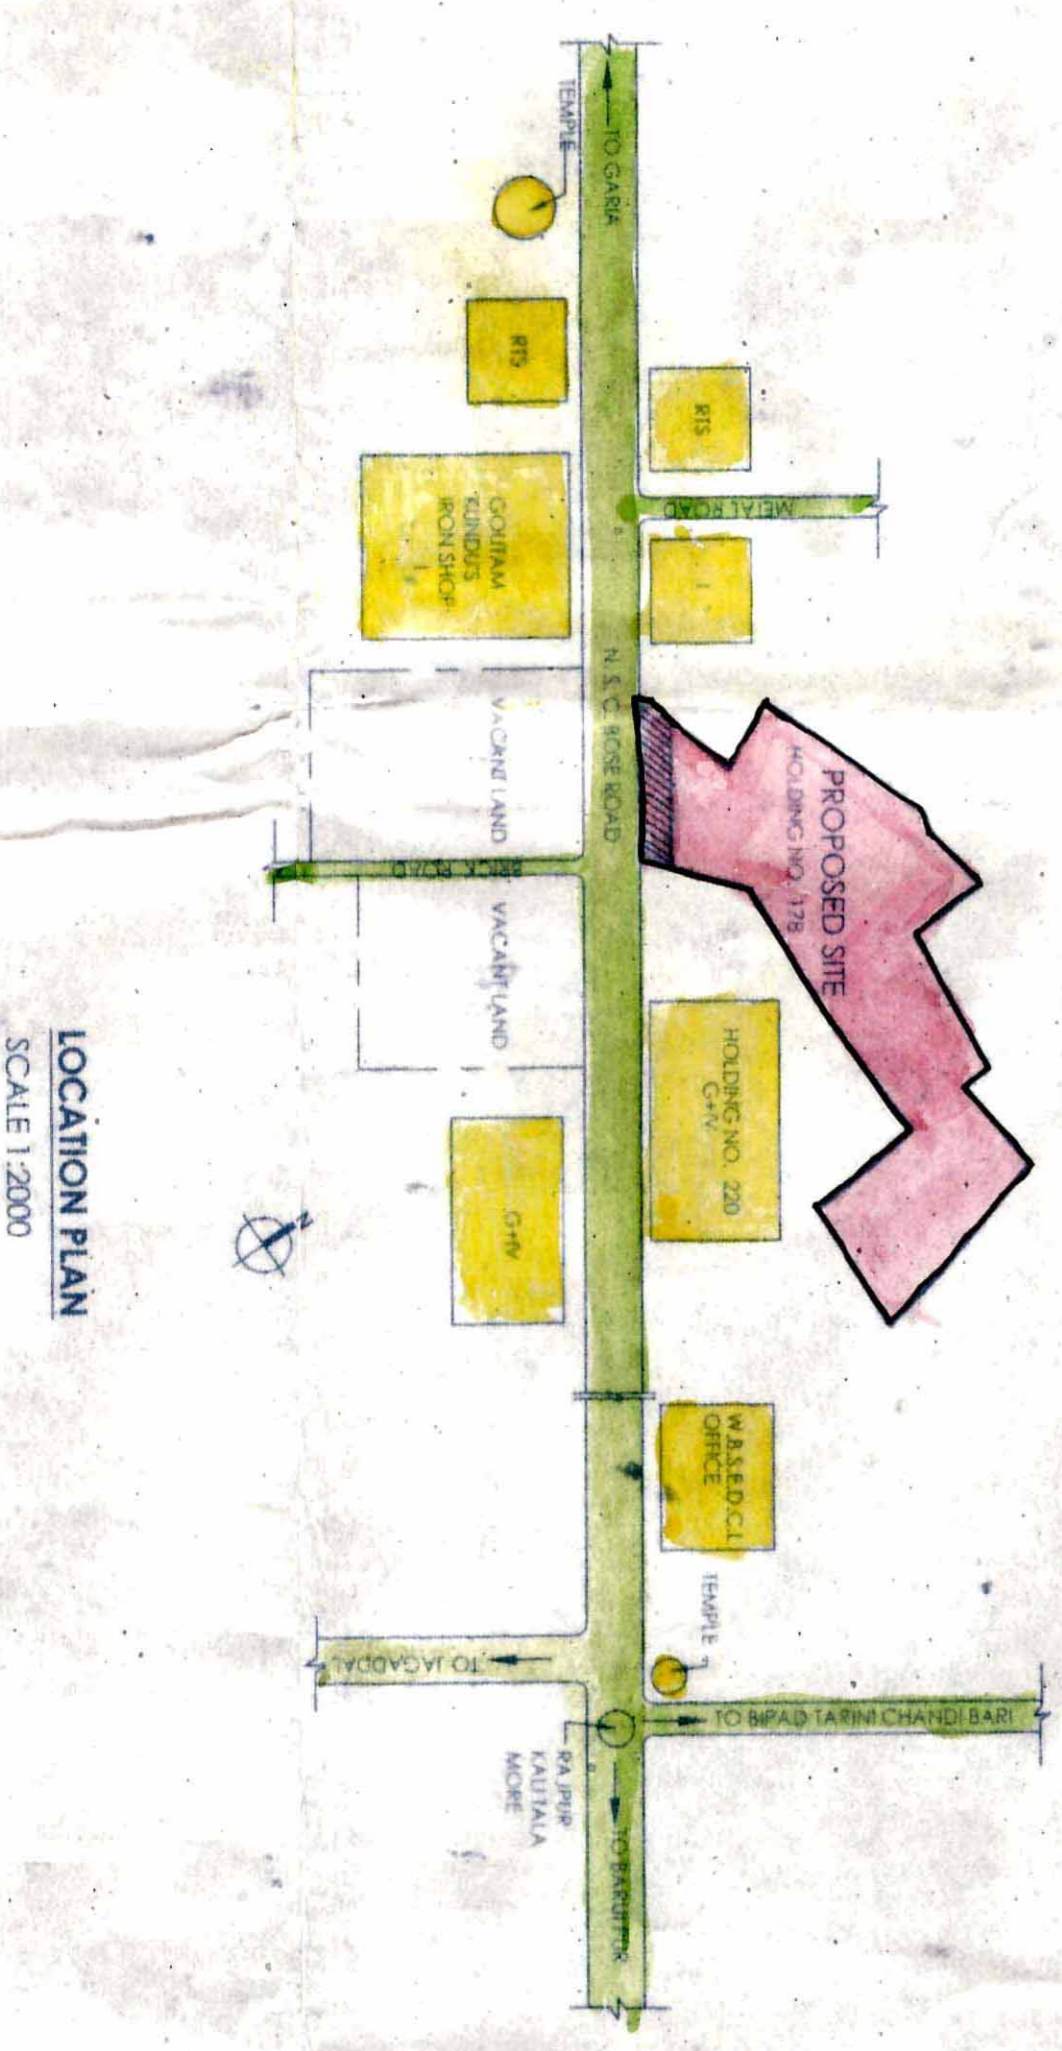 TO GARIA
TEMPLE
RTS
RTS
METAL ROAD
GOUTAM
KUNDU'S
IRON SHOP
I
N. S. C. BOSE ROAD
PROPOSED SITE
HOLDING NO. 178
VACANT LAND
BRICK ROAD
VACANT LAND
HOLDING NO. 220
G+IV
G+IV
N
W.B.S.E.D.C.L
OFFICE
TEMPLE
TO JAGADDAL
TO BIPAD TARINI CHANDI BARI
RAJPUR
KALITALA
MORE
TO BARUIPUR
LOCATION PLAN
SCALE 1:2000